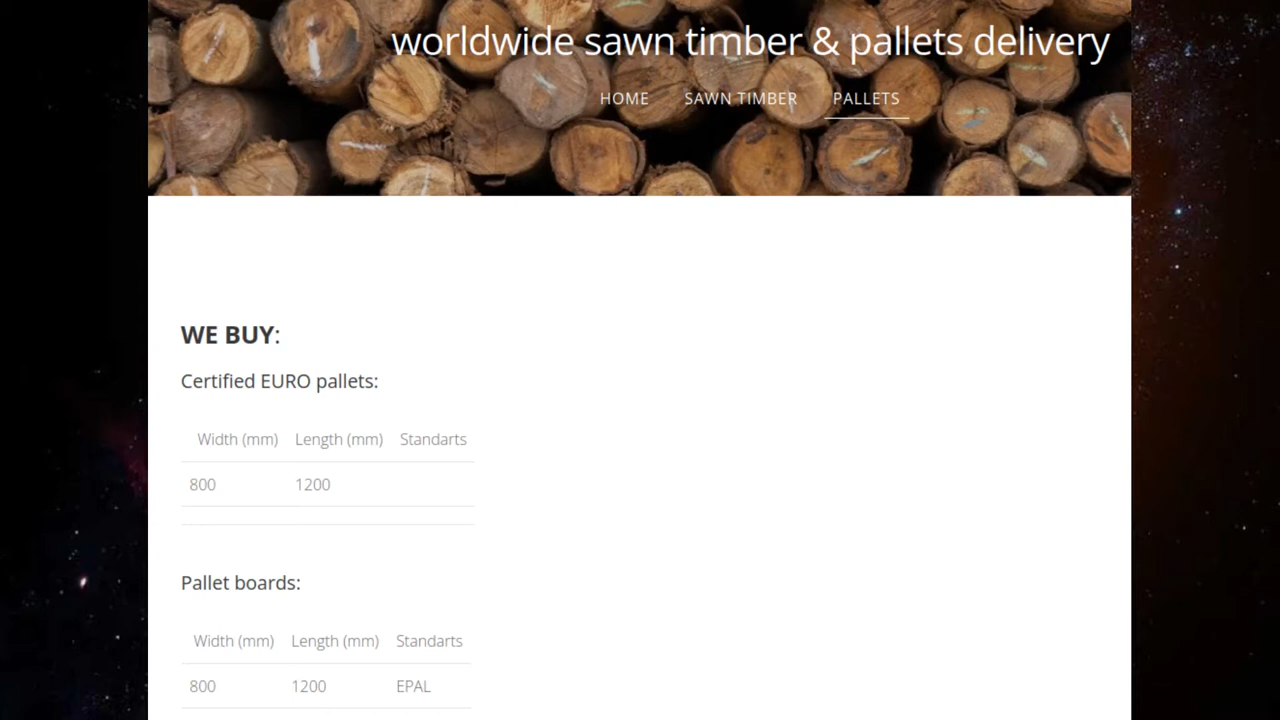 worldwide sawn timber & pallets delivery
HOME SAWN TIMBER PALLETS
WE BUY:
Certified EURO pallets:
Width (mm) Length (mm) Standarts
800 1200
Pallet boards:
Width (mm) Length (mm) Standarts
800 1200 EPAL